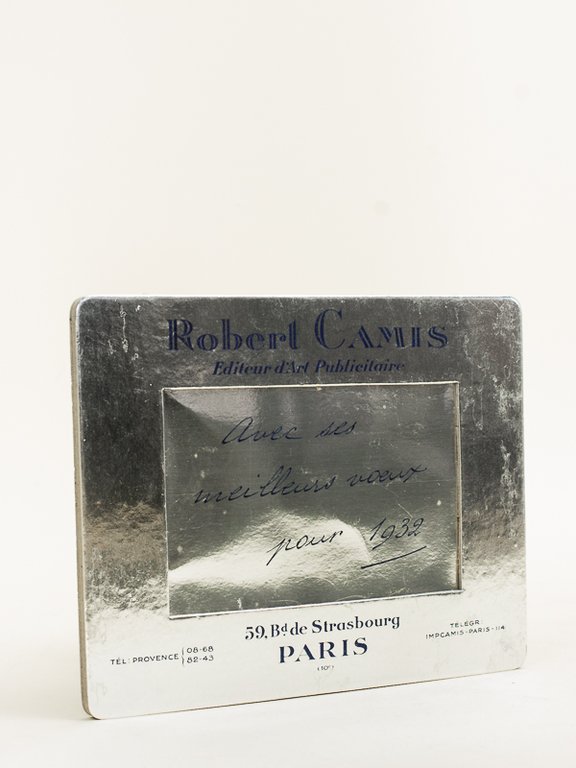 Robert CAMIS
Editeur d'Art Publicitaire
Avec ses
meilleurs voeux
pour 1932
59, Bd de Strasbourg
PARIS
(10e)
TÉL: PROVENCE 08-68
82-43
TELÉGR:
IMPCAMIS-PARIS-114